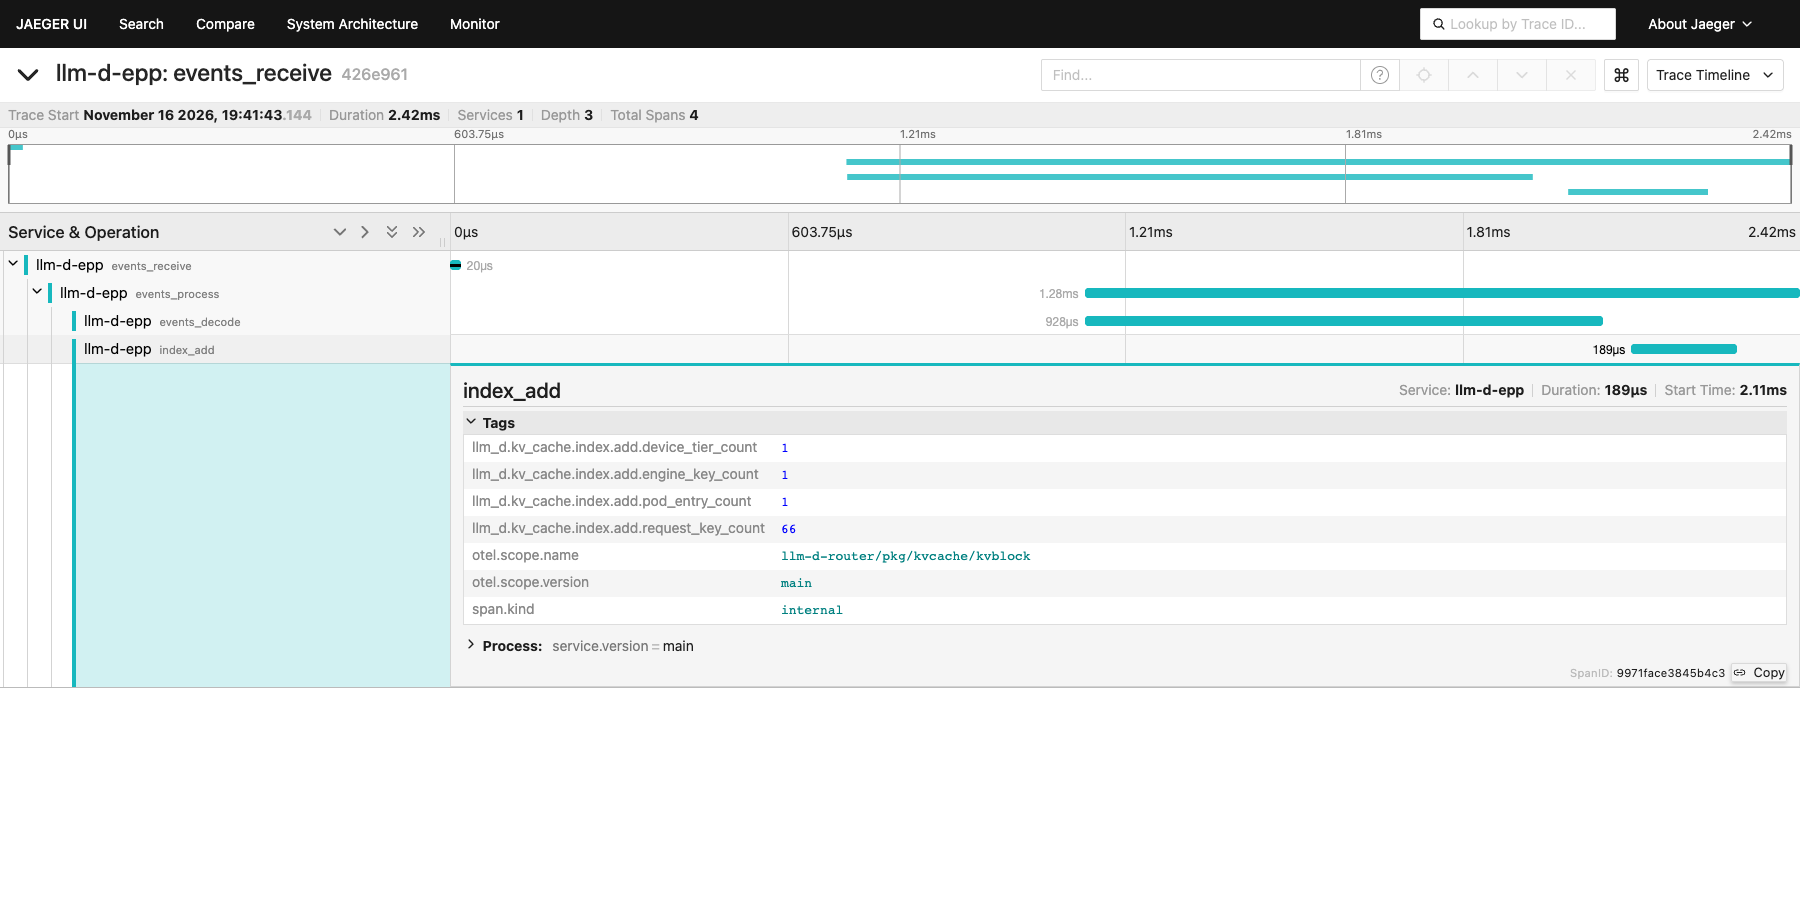 JAEGER UI Search Compare System Architecture Monitor Lookup by Trace ID... About Jaeger
llm-d-epp: events_receive 426e961 Find... ? ⌘ Trace Timeline
Trace Start November 16 2026, 19:41:43.144 Duration 2.42ms Services 1 Depth 3 Total Spans 4
0μs 603.75μs 1.21ms 1.81ms 2.42ms
Service & Operation 0μs 603.75μs 1.21ms 1.81ms 2.42ms
llm-d-epp events_receive 20μs
llm-d-epp events_process 1.28ms
llm-d-epp events_decode 928μs
llm-d-epp index_add 189μs
index_add Service: llm-d-epp Duration: 189μs Start Time: 2.11ms
Tags
llm_d.kv_cache.index.add.device_tier_count 1
llm_d.kv_cache.index.add.engine_key_count 1
llm_d.kv_cache.index.add.pod_entry_count 1
llm_d.kv_cache.index.add.request_key_count 66
otel.scope.name llm-d-router/pkg/kvcache/kvblock
otel.scope.version main
span.kind internal
Process: service.version = main
SpanID: 9971face3845b4c3 Copy